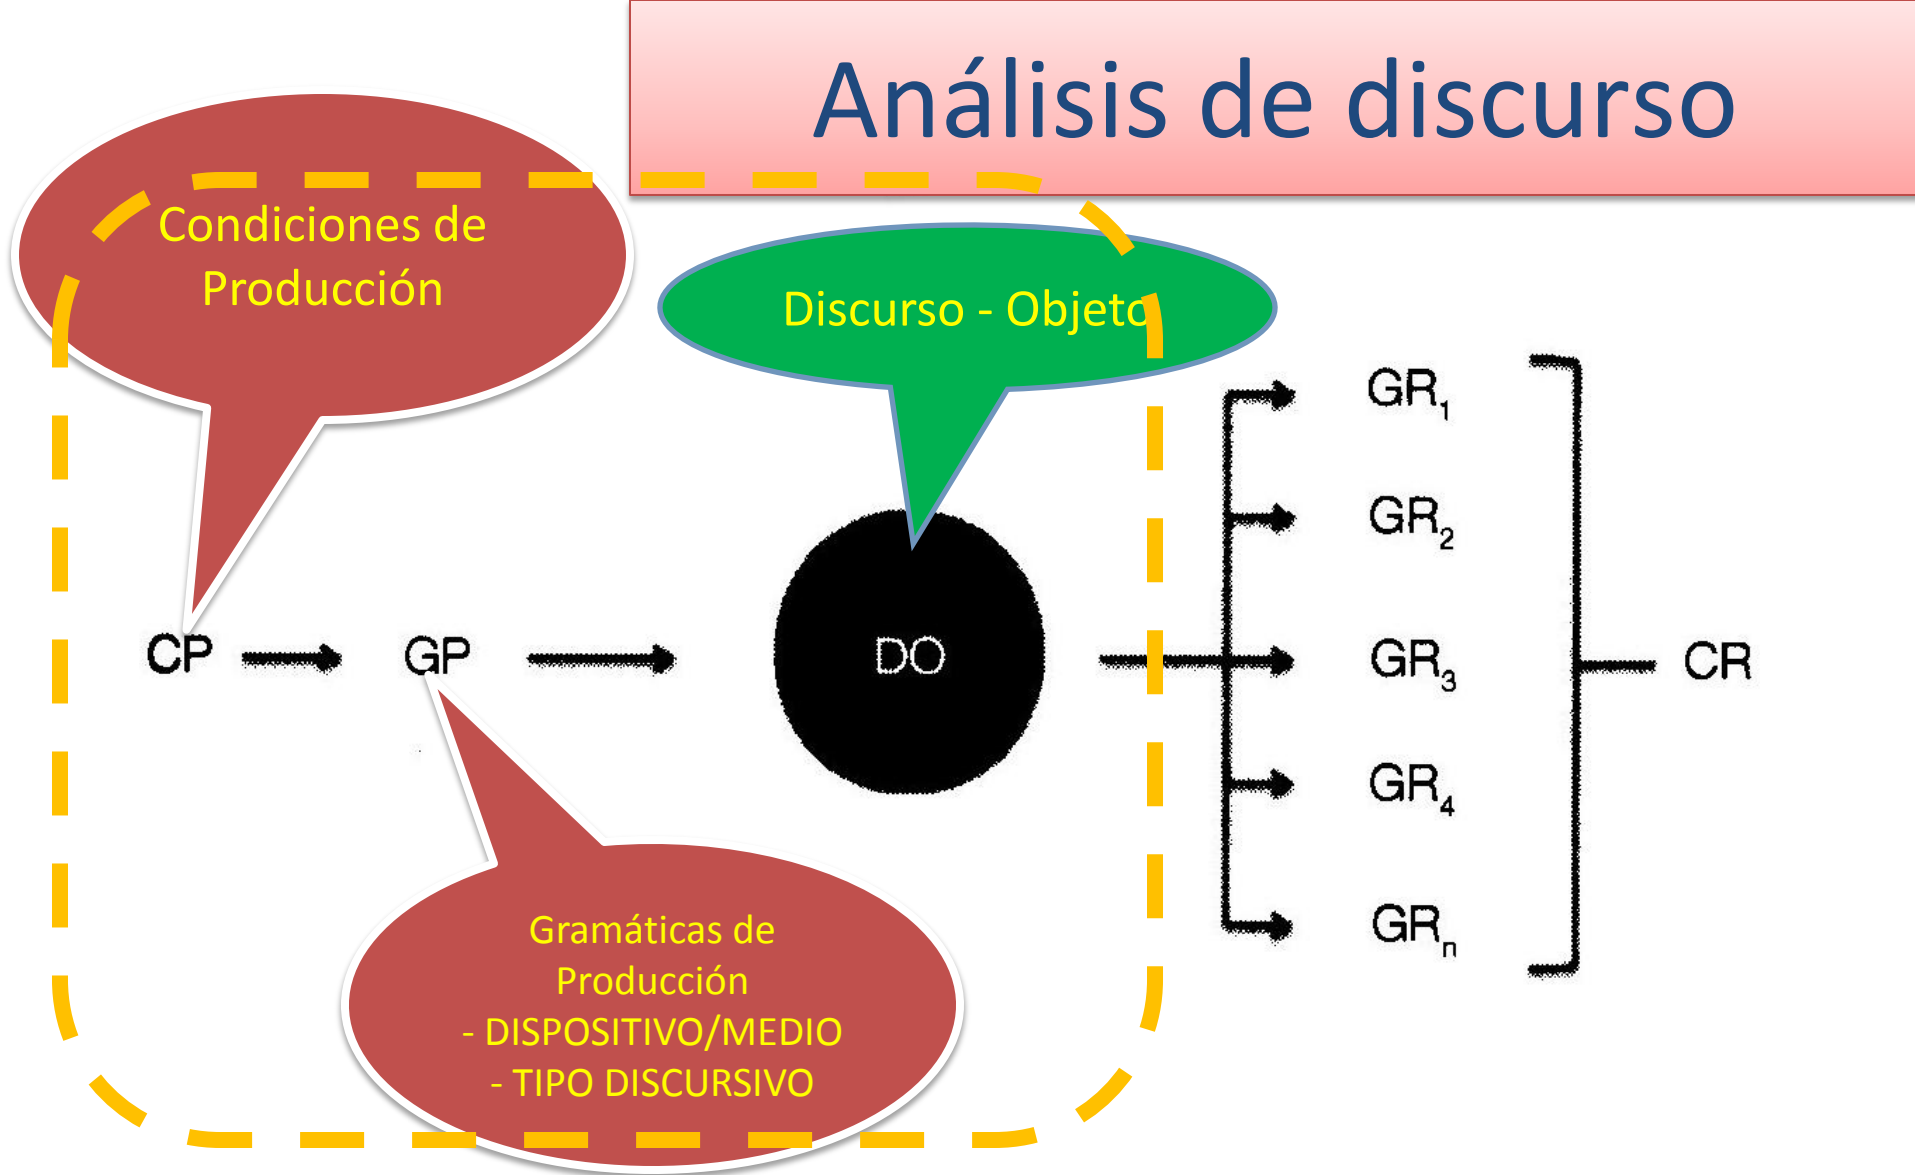 Análisis de discurso
Condiciones de
Producción
Discurso - Objeto
CP
GP
DO
GR1
GR2
GR3
GR4
GRn
CR
Gramáticas de
Producción
- DISPOSITIVO/MEDIO
- TIPO DISCURSIVO